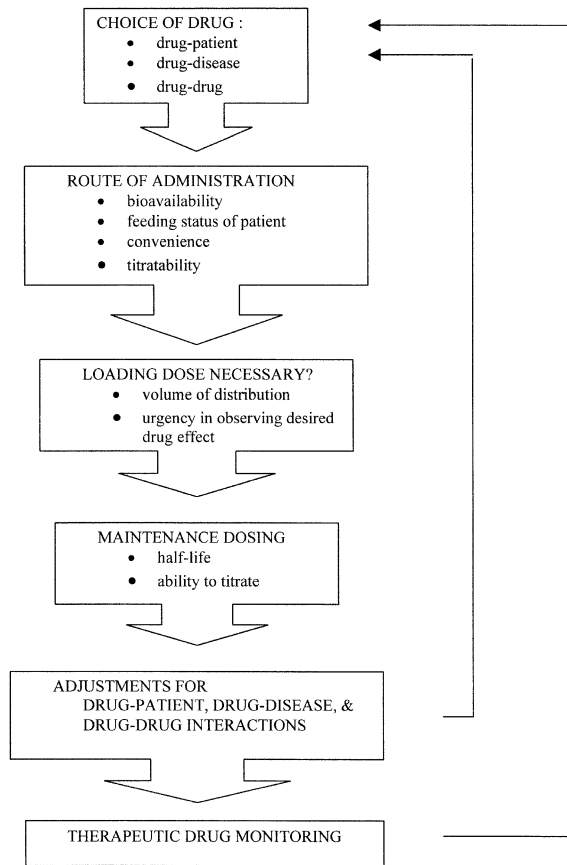 CHOICE OF DRUG :
• drug-patient
• drug-disease
• drug-drug
ROUTE OF ADMINISTRATION
• bioavailability
• feeding status of patient
• convenience
• titratability
LOADING DOSE NECESSARY?
• volume of distribution
• urgency in observing desired
drug effect
MAINTENANCE DOSING
• half-life
• ability to titrate
ADJUSTMENTS FOR
DRUG-PATIENT, DRUG-DISEASE, &
DRUG-DRUG INTERACTIONS
THERAPEUTIC DRUG MONITORING